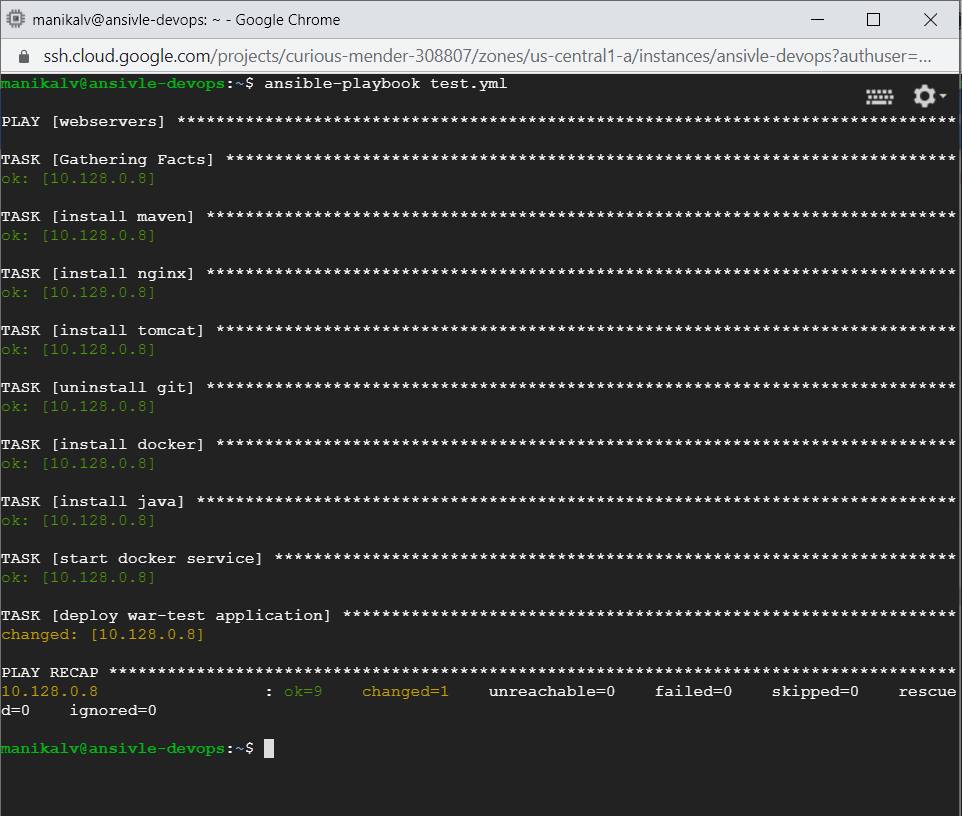 manikalv@ansivle-devops: ~ - Google Chrome
ssh.cloud.google.com/projects/curious-mender-308807/zones/us-central1-a/instances/ansivle-devops?authuser=...
manikalv@ansivle-devops:~$ ansible-playbook test.yml
PLAY [webservers] ********************************************************************************
TASK [Gathering Facts] ***************************************************************************
ok: [10.128.0.8]
TASK [install maven] *****************************************************************************
ok: [10.128.0.8]
TASK [install nginx] *****************************************************************************
ok: [10.128.0.8]
TASK [install tomcat] ****************************************************************************
ok: [10.128.0.8]
TASK [uninstall git] *****************************************************************************
ok: [10.128.0.8]
TASK [install docker] ****************************************************************************
ok: [10.128.0.8]
TASK [install java] ******************************************************************************
ok: [10.128.0.8]
TASK [start docker service] **********************************************************************
ok: [10.128.0.8]
TASK [deploy war-test application] ***************************************************************
changed: [10.128.0.8]
PLAY RECAP ***************************************************************************************
10.128.0.8                 : ok=9    changed=1    unreachable=0    failed=0    skipped=0    rescue
d=0    ignored=0
manikalv@ansivle-devops:~$